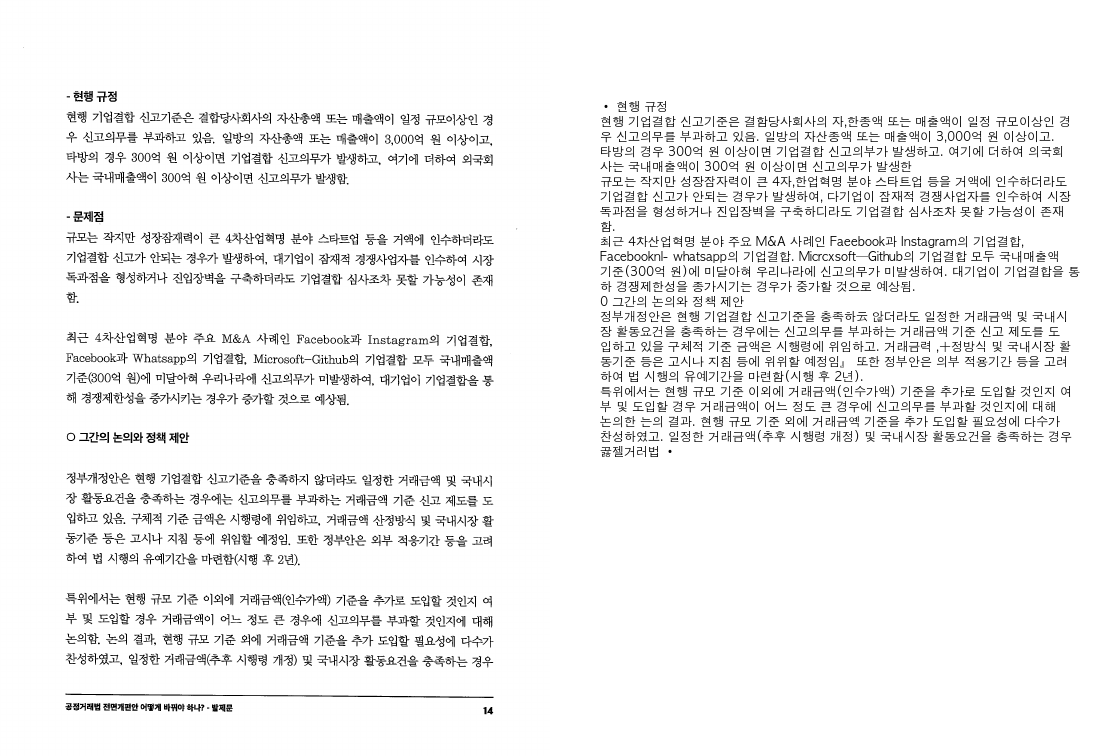 - 현행 규정
현행 기업결합 신고기준은 결합당사회사의 자산총액 또는 매출액이 일정 규모이상인 경
우 신고의무를 부과하고 있음. 일방의 자산총액 또는 매출액이 3,000억 원 이상이고,
타방의 경우 300억 원 이상이면 기업결합 신고의무가 발생하고, 여기에 더하여 외국회
사는 국내매출액이 300억 원 이상이면 신고의무가 발생함.
- 문제점
규모는 작지만 성장잠재력이 큰 4차산업혁명 분야 스타트업 등을 거액에 인수하더라도
기업결합 신고가 안되는 경우가 발생하여, 대기업이 잠재적 경쟁사업자를 인수하여 시장
독과점을 형성하거나 진입장벽을 구축하더라도 기업결합 심사조차 못할 가능성이 존재
함.
최근 4차산업혁명 분야 주요 M&A 사례인 Facebook과 Instagram의 기업결합,
Facebook과 Whatsapp의 기업결합, Microsoft-Github의 기업결합 모두 국내매출액
기준(300억 원)에 미달아혀 우리나라에 신고의무가 미발생하여, 대기업이 기업결합을 통
해 경쟁제한성을 증가시키는 경우가 증가할 것으로 예상됨.
○ 그간의 논의와 정책 제안
정부개정안은 현행 기업결합 신고기준을 충족하지 않더라도 일정한 거래금액 및 국내시
장 활동요건을 충족하는 경우에는 신고의무를 부과하는 거래금액 기준 신고 제도를 도
입하고 있음. 구체적 기준 금액은 시행령에 위임하고, 거래금액 산정방식 및 국내시장 활
동기준 등은 고시나 지침 등에 위임할 예정임. 또한 정부안은 외부 적응기간 등을 고려
하여 법 시행의 유예기간을 마련함(시행 후 2년).
특위에서는 현행 규모 기준 이외에 거래금액(인수가액) 기준을 추가로 도입할 것인지 여
부 및 도입할 경우 거래금액이 어느 정도 큰 경우에 신고의무를 부과할 것인지에 대해
논의함. 논의 결과, 현행 규모 기준 외에 거래금액 기준을 추가 도입할 필요성에 다수가
찬성하였고, 일정한 거래금액(추후 시행령 개정) 및 국내시장 활동요건을 충족하는 경우
공정거래법 전면개편안 어떻게 바꿔야 하나? - 발제문
14
• 현행 규정
현행 기업결합 신고기준은 결함당사회사의 자,한종액 또는 매출액이 일정 규모이상인 경
우 신고의무를 부과하고 있음. 일방의 자산종액 또는 매출액이 3,000억 원 이상이고.
타방의 경우 300억 원 이상이면 기업결합 신고의부가 발생하고. 여기에 더하여 의국회
사는 국내매출액이 300억 원 이상이면 신고의무가 발생한
규모는 작지만 성장잠자력이 큰 4자,한업혁명 분야 스타트업 등을 거액에 인수하더라도
기업결합 신고가 안되는 경우가 발생하여, 다기업이 잠재적 경쟁사업자를 인수하여 시장
독과점을 형성하거나 진입장벽을 구축하디라도 기업결합 심사조차 못할 가능성이 존재
함.
최근 4차산업혁명 분야 주요 M&A 사례인 Faeebook과 Instagram의 기업결합,
Facebooknl- whatsapp의 기업결합. Micrcxsoft—Github의 기업결합 모두 국내매출액
기준(300억 원)에 미달아혀 우리나라에 신고의무가 미발생하여. 대기업이 기업결합을 통
하 경쟁제한성을 종가시기는 경우가 중가할 것으로 예상됨.
0 그간의 논의와 정책 제안
정부개정안은 현행 기업결합 신고기준을 충족하去 않더라도 일정한 거래금액 및 국내시
장 활동요건을 충족하는 경우에는 신고의무를 부과하는 거래금액 기준 신고 제도를 도
입하고 있을 구체적 기준 금액은 시행령에 위임하고. 거래금력 ,十정방식 및 국내시장 활
동기준 등은 고시나 지침 등에 위위할 예정임』 또한 정부안은 의부 적용기간 등을 고려
하여 법 시행의 유예기간을 마련함(시행 후 2년).
특위에서는 현행 규모 기준 이외에 거래금액(인수가액) 기준을 추가로 도입할 것인지 여
부 및 도입할 경우 거래금액이 어느 정도 큰 경우에 신고의무를 부과할 것인지에 대해
논의한 는의 결과. 현행 규모 기준 외에 거래금옉 기준을 추가 도입할 필요성에 다수가
찬성하였고. 일정한 거래금액(추후 시행령 개정) 및 국내시장 활동요건을 충족하는 경우
꿇젤거러법 •